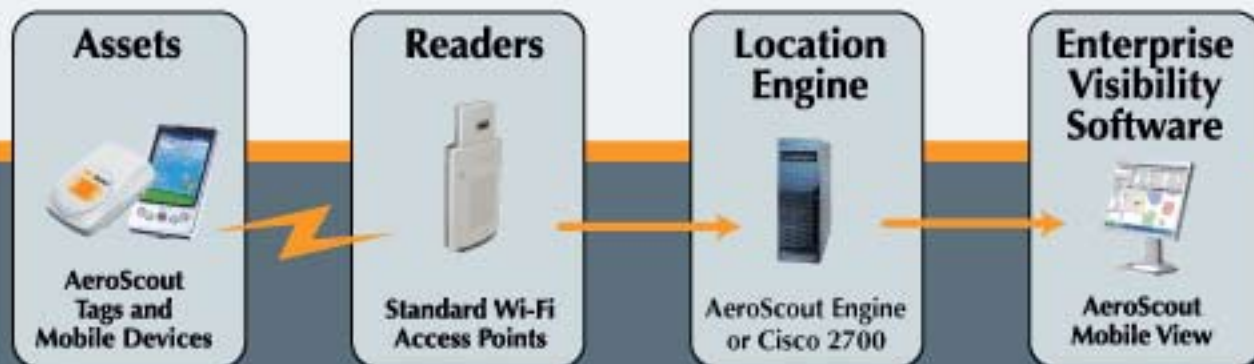 Assets
AeroScout
Tags and
Mobile Devices
Readers
Standard Wi-Fi
Access Points
Location
Engine
AeroScout Engine
or Cisco 2700
Enterprise
Visibility
Software
AeroScout
Mobile View